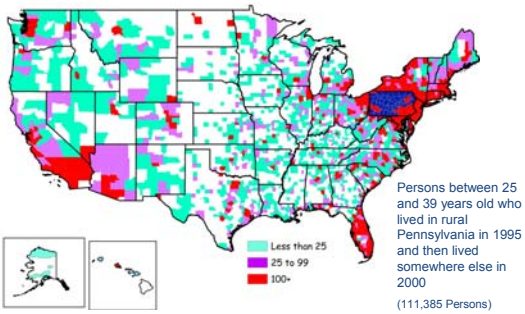 Persons between 25
and 39 years old who
lived in rural
Pennsylvania in 1995
and then lived
somewhere else in
2000
(111,385 Persons)
Less than 25
25 to 99
100+